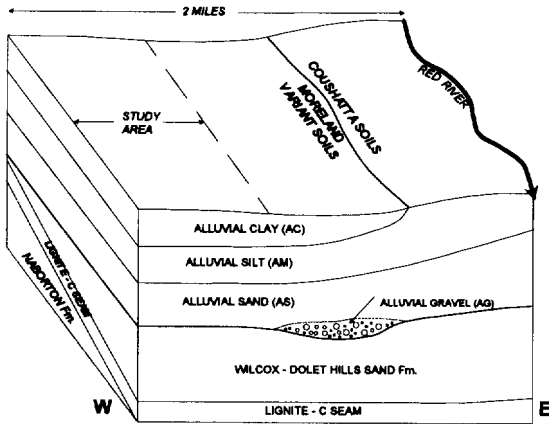 2 MILES
RED RIVER
COUSHATTA SOILS
MORELAND
VARIANT SOILS
STUDY
AREA
ALLUVIAL CLAY (AC)
ALLUVIAL SILT (AM)
ALLUVIAL SAND (AS)
ALLUVIAL GRAVEL (AG)
LIGNITE - C SEAM
NABORTON Fm.
WILCOX - DOLET HILLS SAND Fm.
W
LIGNITE - C SEAM
E